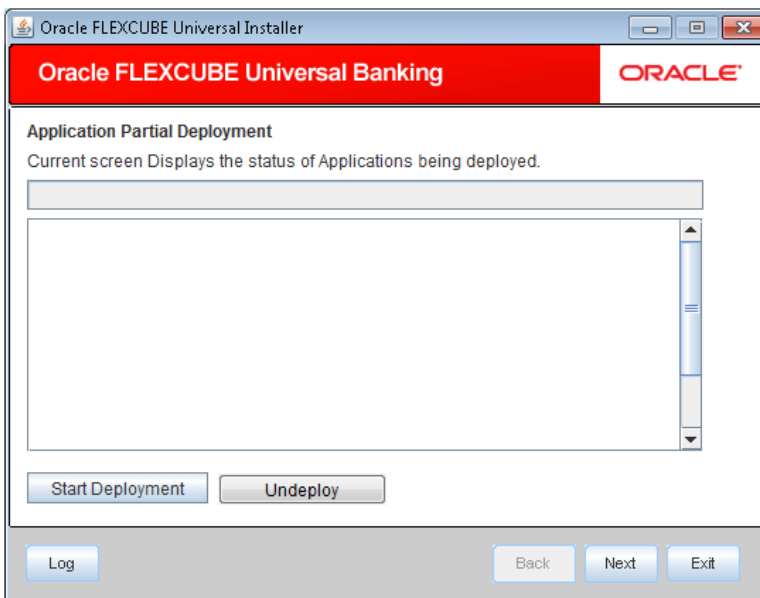 Oracle FLEXCUBE Universal Installer
Oracle FLEXCUBE Universal Banking
ORACLE
Application Partial Deployment
Current screen Displays the status of Applications being deployed.
Start Deployment Undeploy
Log Back Next Exit